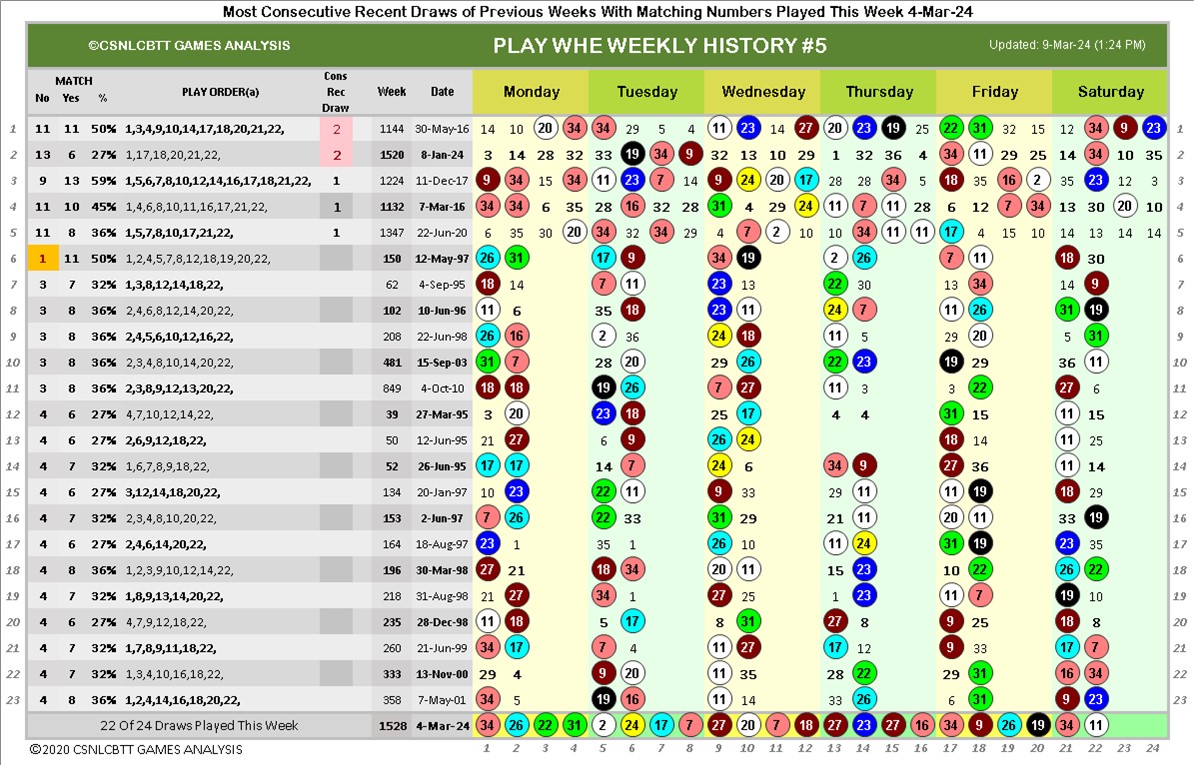 Most Consecutive Recent Draws of Previous Weeks With Matching Numbers Played This Week 4-Mar-24
©CSNLCBTT GAMES ANALYSIS PLAY WHE WEEKLY HISTORY #5 Updated: 9-Mar-24 (1:24 PM)
MATCH Cons
No Yes % PLAY ORDER(a) Rec Week Date Monday Tuesday Wednesday Thursday Friday Saturday
Draw
1 12 11 50% 1,3,4,9,10,14,17,18,20,21,22, 2 1144 30-May-16 14 10 20 34 34 29 5 4 11 23 14 27 20 23 19 25 22 31 32 15 12 34 9 23 1
2 13 6 27% 1,17,18,20,21,22, 2 1520 8-Jan-24 3 14 28 32 33 19 34 9 32 13 10 29 1 32 36 4 34 11 29 25 14 34 10 35 2
3 9 13 59% 1,5,6,7,8,10,12,14,16,17,18,21,22, 1 11-Dec-17 9 34 15 34 11 23 7 14 9 24 20 17 28 28 34 5 18 35 16 2 35 23 12 3 3
4 11 10 45% 1,4,6,8,10,11,16,17,21,22, 1 1132 7-Mar-16 34 34 6 35 28 16 32 28 31 4 29 24 11 7 11 28 6 12 7 34 13 30 20 10 4
5 11 8 36% 1,5,7,8,10,17,21,22, 1 1347 22-Jun-20 6 35 30 20 34 32 34 29 4 7 2 10 10 34 11 11 17 4 15 10 14 13 14 14 5
6 1 11 50% 1,2,4,5,7,8,12,18,19,20,22, 150 12-May-97 26 31 17 9 34 19 2 26 7 11 18 30 6
7 3 7 32% 1,3,8,12,14,18,22, 62 4-Sep-95 18 14 7 11 23 13 22 30 13 34 14 9 7
8 3 8 36% 2,4,6,8,12,14,20,22, 102 10-Jun-96 11 6 35 18 23 11 24 7 11 26 31 19 8
9 3 8 36% 2,4,5,6,10,12,16,22, 208 22-Jun-98 26 16 2 36 24 18 11 5 29 20 5 31 9
10 3 8 36% 2,3,4,8,10,14,20,22, 481 15-Sep-03 31 7 28 20 29 26 22 23 19 29 36 11 10
11 3 8 36% 2,3,8,9,12,13,20,22, 849 4-Oct-10 18 18 19 26 7 27 11 3 3 22 27 6 11
12 4 6 27% 4,7,10,12,14,22, 39 27-Mar-95 3 20 23 18 25 17 4 4 31 15 11 15 12
13 4 6 27% 2,6,9,12,18,22, 50 12-Jun-95 21 27 6 9 26 24 18 14 11 25 13
14 4 7 32% 1,6,7,8,9,18,22, 52 26-Jun-95 17 17 14 7 24 6 34 9 27 36 11 14 14
15 4 6 27% 3,12,14,18,20,22, 134 20-Jan-97 10 23 22 11 9 33 29 11 11 19 18 29 15
16 4 7 32% 2,3,4,8,10,20,22, 153 2-Jun-97 7 26 22 33 31 29 21 11 20 11 33 19 16
17 4 6 27% 2,4,6,14,20,22, 164 18-Aug-97 23 1 35 1 26 10 11 24 31 19 23 35 17
18 4 8 36% 1,2,3,8,10,12,14,22, 196 30-Mar-98 27 21 18 34 20 11 15 23 10 22 26 22 18
19 4 7 32% 1,8,9,13,14,20,22, 218 31-Aug-98 21 27 34 1 27 25 1 23 11 7 19 10 19
20 4 6 27% 4,7,9,12,18,22, 235 28-Dec-98 11 18 5 17 8 31 27 8 9 25 18 8 20
21 4 7 32% 1,7,8,9,11,18,22, 260 21-Jun-99 34 17 7 4 11 27 17 12 9 33 17 7 21
22 4 7 32% 1,3,4,10,16,18,22, 333 13-Nov-00 29 4 9 20 11 35 28 22 29 31 16 34 22
23 4 8 36% 1,2,4,14,16,18,20,22, 7-May-01 34 5 19 16 11 14 33 26 6 31 9 23 23
22 Of 24 Draws Played This Week 1528 4-Mar-24 34 26 22 31 2 24 17 7 27 20 7 18 27 23 27 16 34 9 26 19 34 11
©2020 CSNLCBTT GAMES ANALYSIS 1 2 3 4 5 6 7 8 9 10 11 12 13 14 15 16 17 18 19 20 21 22 23 24